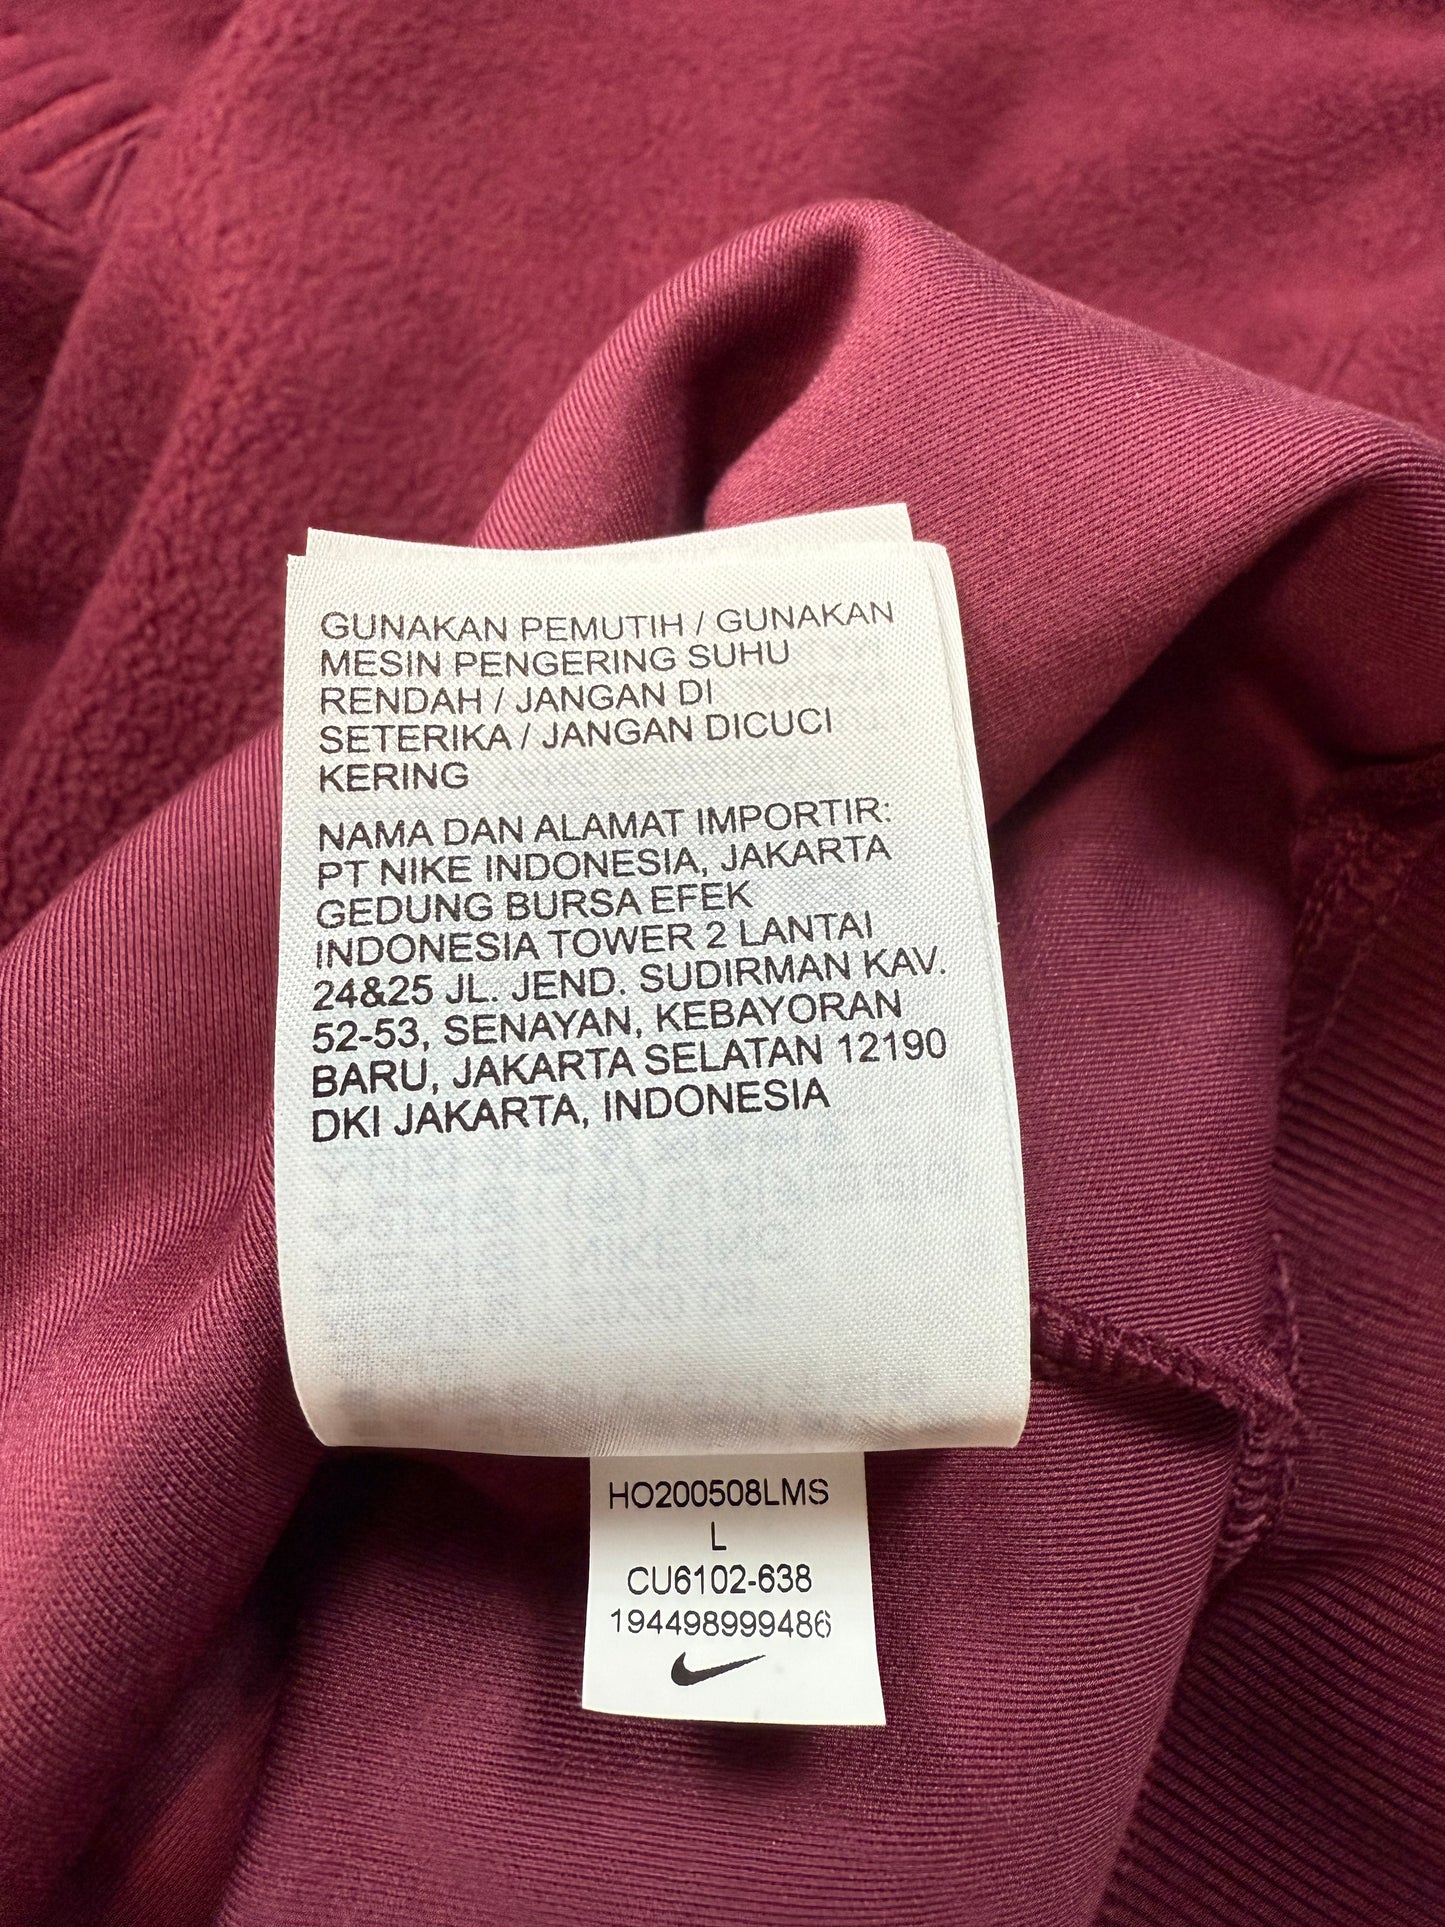 GUNAKAN PEMUTIH / GUNAKAN
MESIN PENGERING SUHU
RENDAH / JANGAN DI
SETERIKA / JANGAN DICUCI
KERING
NAMA DAN ALAMAT IMPORTIR:
PT NIKE INDONESIA, JAKARTA
GEDUNG BURSA EFEK
INDONESIA TOWER 2 LANTAI
24&25 JL. JEND. SUDIRMAN KAV.
52-53, SENAYAN, KEBAYORAN
BARU, JAKARTA SELATAN 12190
DKI JAKARTA, INDONESIA
HO200508LMS
L
CU6102-638
194498999486